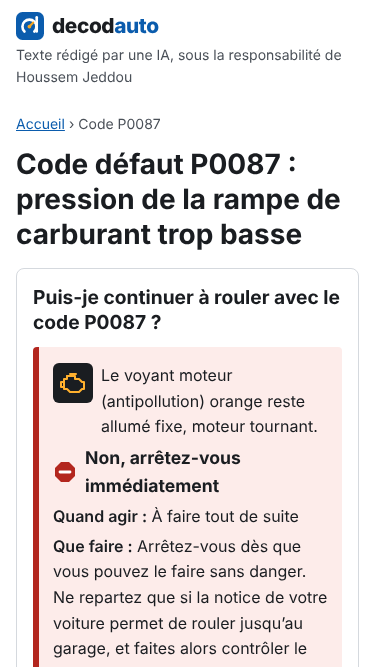 decodauto
Texte rédigé par une IA, sous la responsabilité de
Houssem Jeddou
Accueil › Code P0087
Code défaut P0087 :
pression de la rampe de
carburant trop basse
Puis-je continuer à rouler avec le
code P0087 ?
Le voyant moteur
(antipollution) orange reste
allumé fixe, moteur tournant.
Non, arrêtez-vous
immédiatement
Quand agir : À faire tout de suite
Que faire : Arrêtez-vous dès que
vous pouvez le faire sans danger.
Ne repartez que si la notice de votre
voiture permet de rouler jusqu’au
garage, et faites alors contrôler le